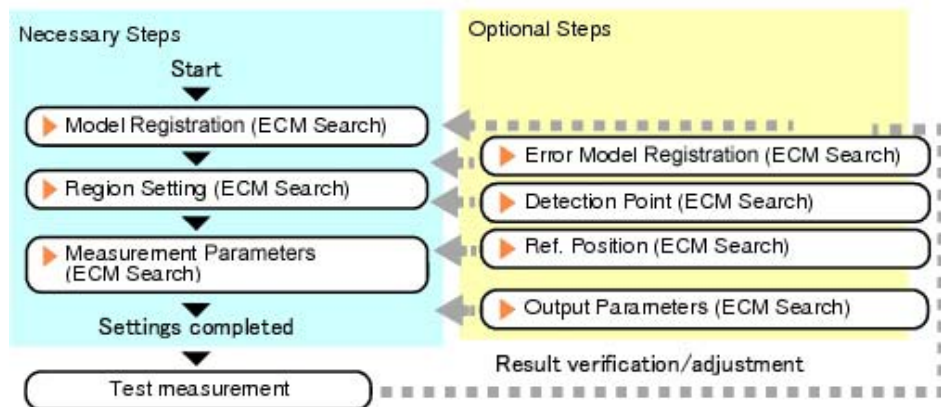 Necessary Steps
Start
Model Registration (ECM Search)
Region Setting (ECM Search)
Measurement Parameters
(ECM Search)
Settings completed
Test measurement
Optional Steps
Error Model Registration (ECM Search)
Detection Point (ECM Search)
Ref. Position (ECM Search)
Output Parameters (ECM Search)
Result verification/adjustment